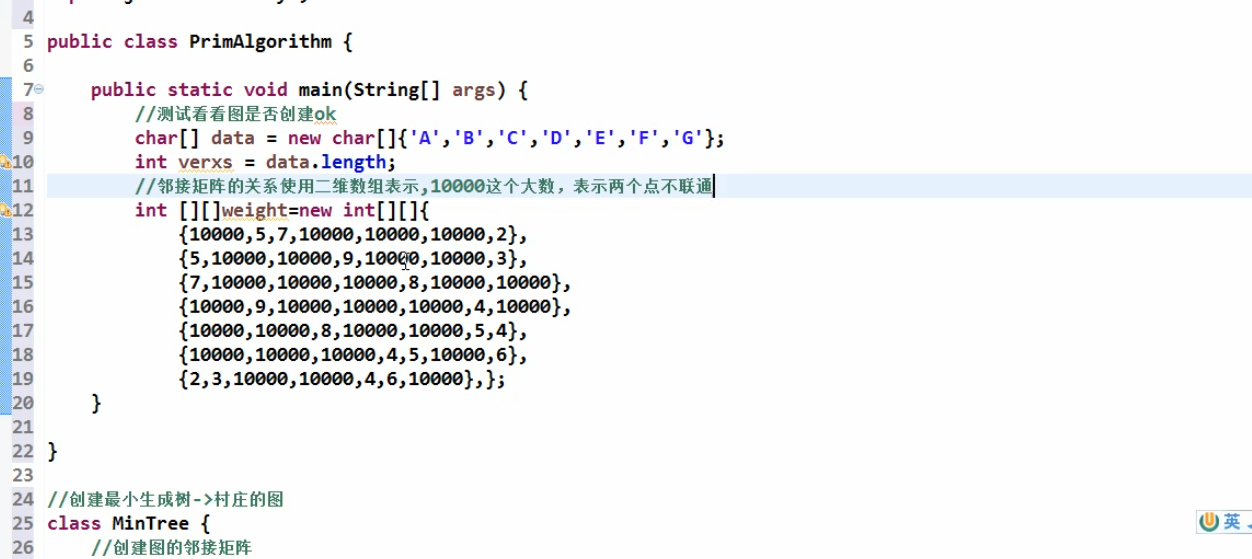 4
5 public class PrimAlgorithm {
6
7 public static void main(String[] args) {
8 //测试看看图是否创建ok
9 char[] data = new char[]{'A','B','C','D','E','F','G'};
10 int verxs = data.length;
11 //邻接矩阵的关系使用二维数组表示,10000这个大数，表示两个点不联通
12 int [][]weight=new int[][]{
13 {10000,5,7,10000,10000,10000,2},
14 {5,10000,10000,9,10000,10000,3},
15 {7,10000,10000,10000,8,10000,10000},
16 {10000,9,10000,10000,10000,4,10000},
17 {10000,10000,8,10000,10000,5,4},
18 {10000,10000,10000,4,5,10000,6},
19 {2,3,10000,10000,4,6,10000},};
20 }
21
22 }
23
24 //创建最小生成树->村庄的图
25 class MinTree {
英
26 //创建图的邻接矩阵